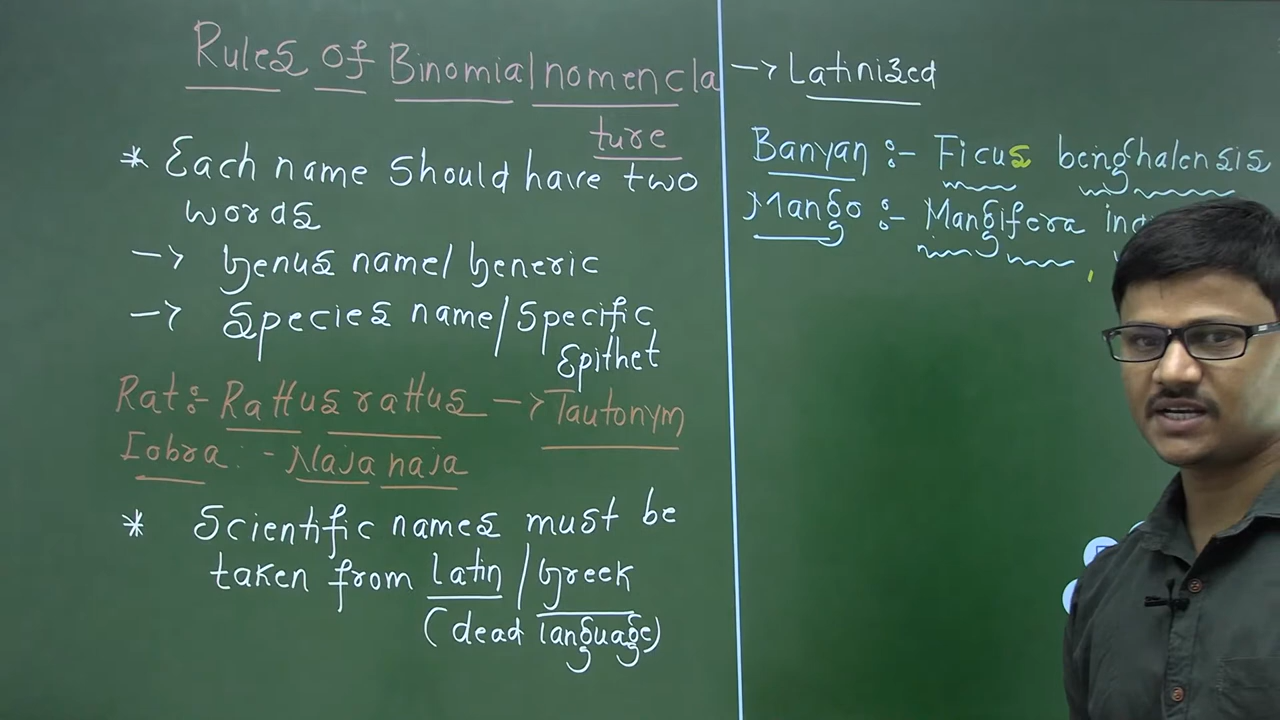 Rules of Binomial nomencla
ture
* Each name should have two
words
→ Genus name/Generic
→ Species name/Specific
Epithet
Rat:- Rattus rattus → Tautonym
Cobra:- Naja naja
* Scientific names must be
taken from latin/Greek
(dead language)
→ Latinized
Banyan :- Ficus benghalensis
Mango :- Mangifera